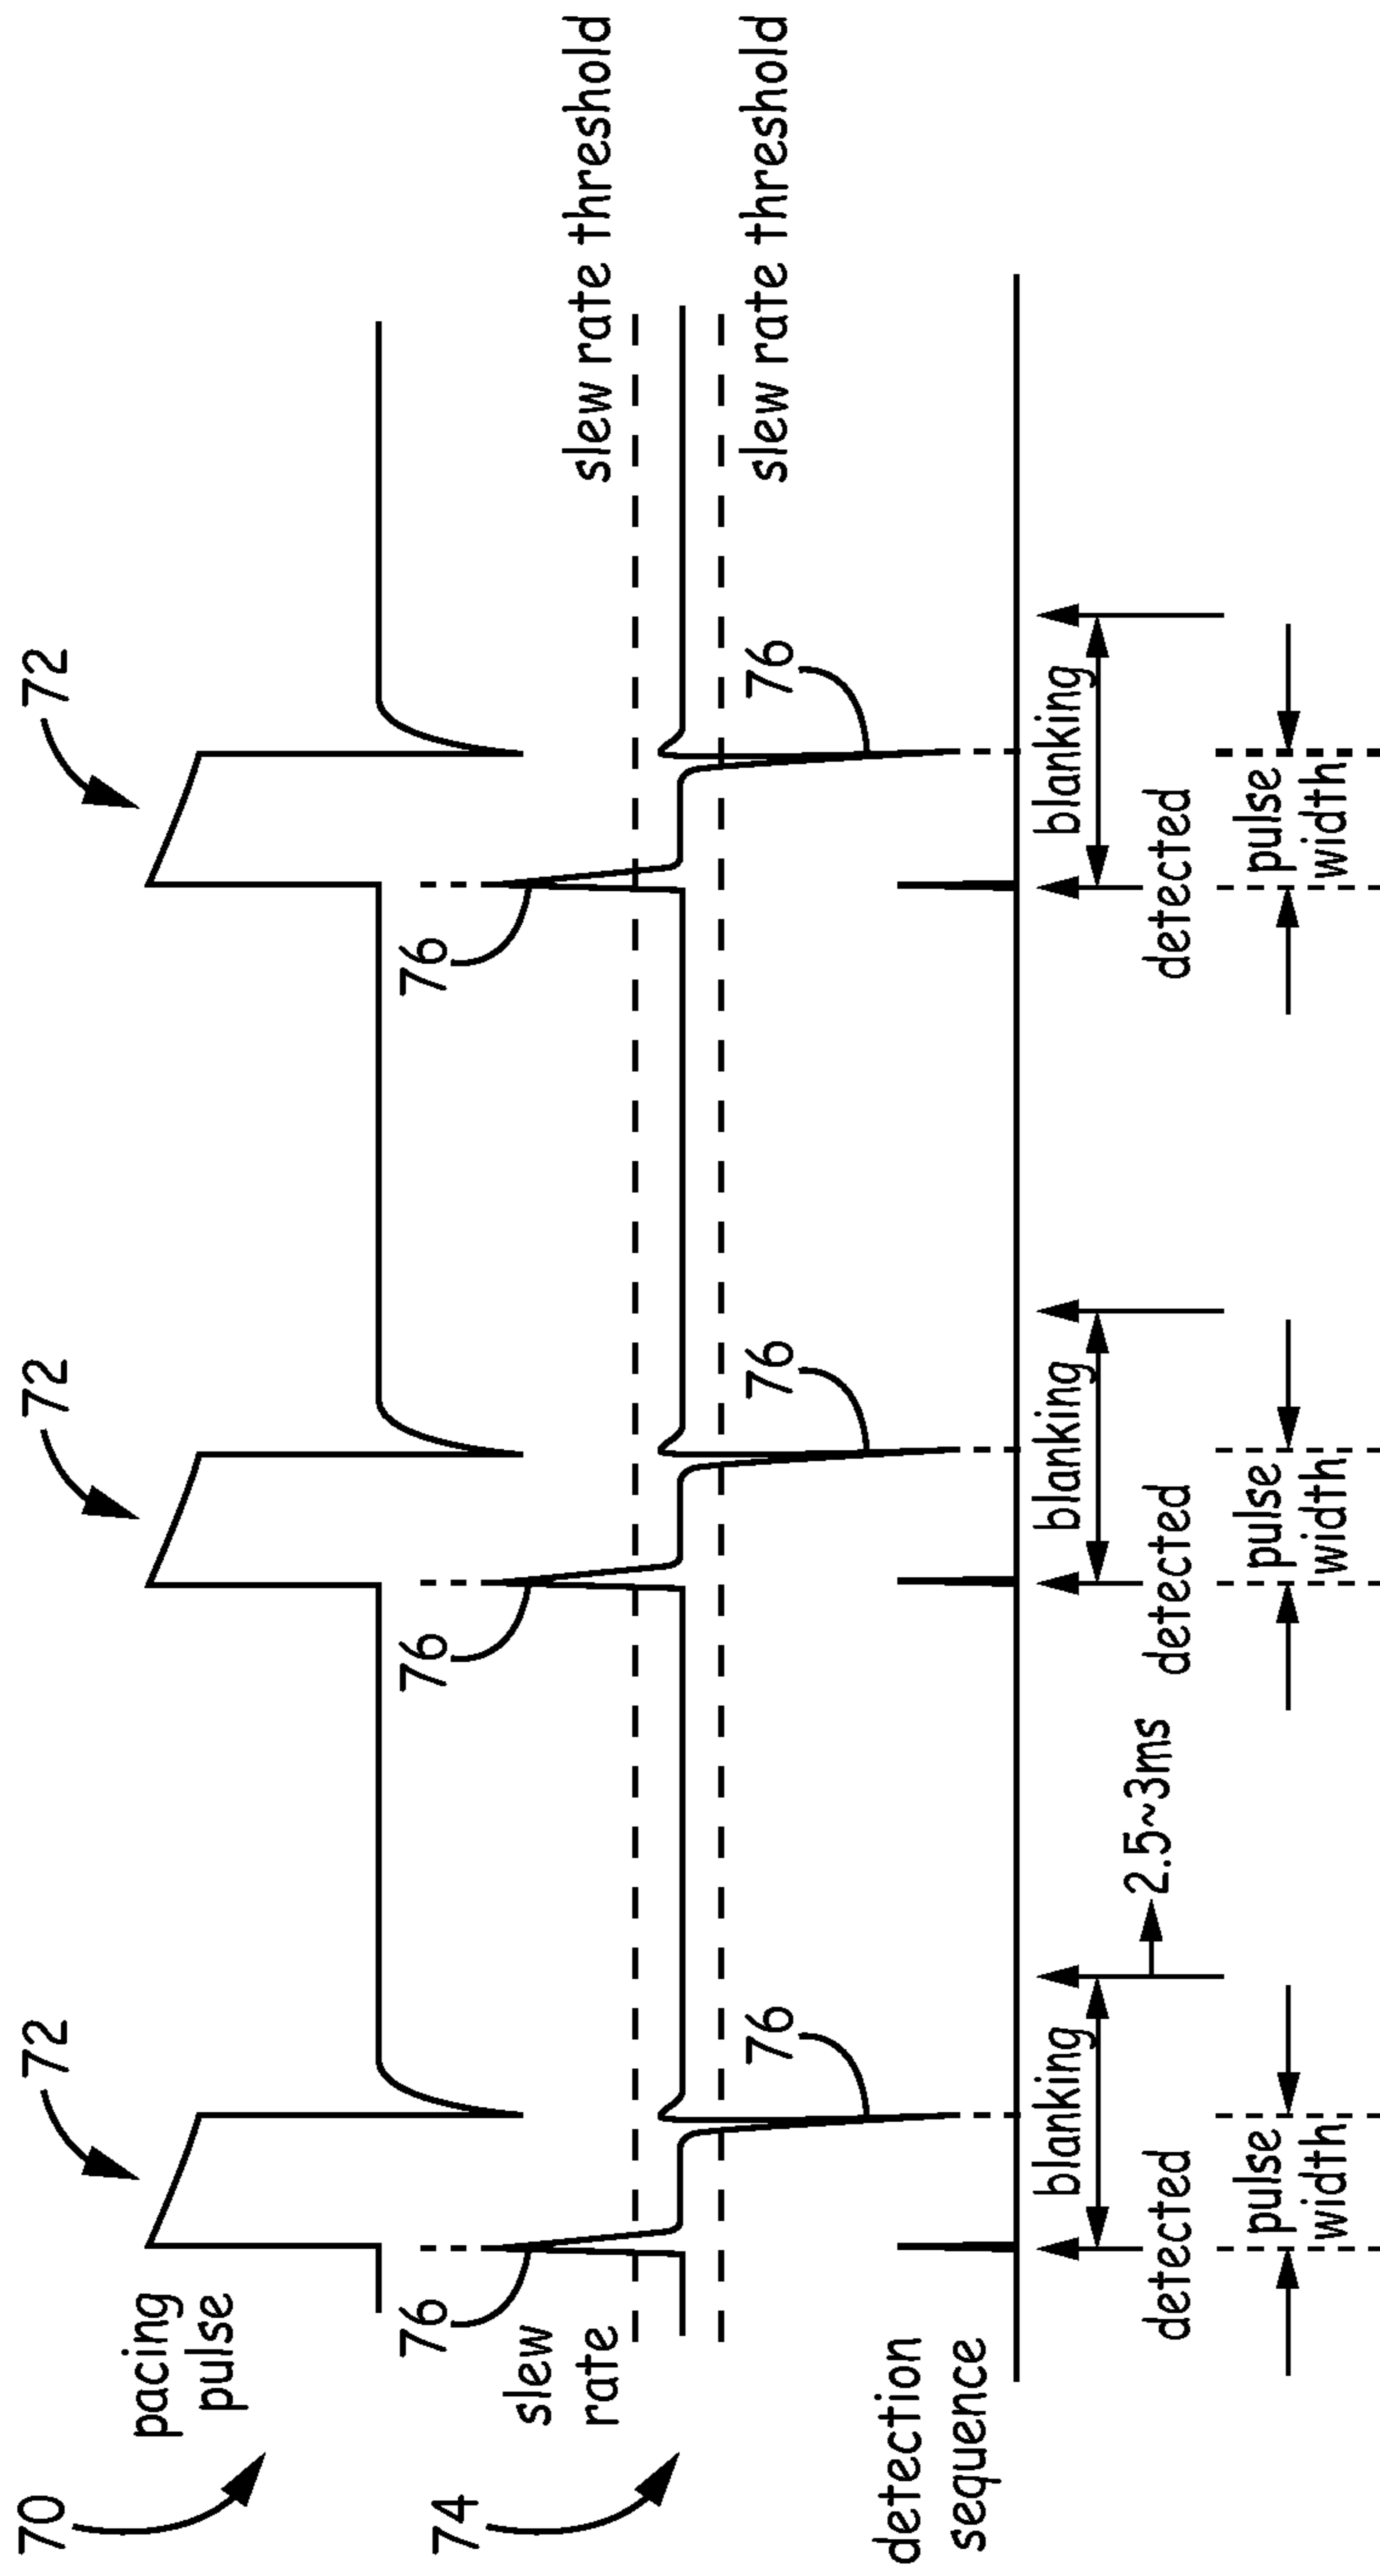 70
pacing
pulse
72
72
72
74
slew
rate
76
76
76
slew rate threshold
slew rate threshold
76
76
76
detection
sequence
blanking
blanking
blanking
detected
2.5~3ms
detected
detected
pulse
width
pulse
width
pulse
width